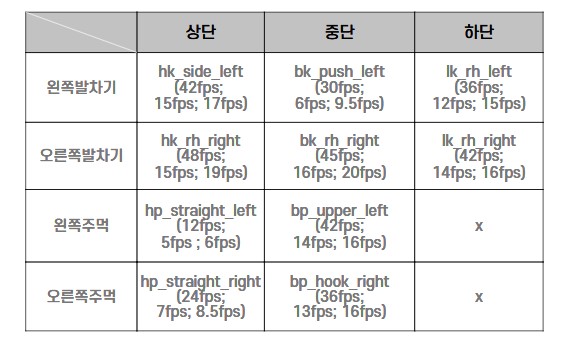 상단 중단 하단
왼쪽발차기
hk_side_left
(42fps;
15fps; 17fps)
bk_push_left
(30fps;
6fps; 9.5fps)
lk_rh_left
(36fps;
12fps; 15fps)
오른쪽발차기
hk_rh_right
(48fps;
15fps; 19fps)
bk_rh_right
(45fps;
16fps; 20fps)
lk_rh_right
(42fps;
14fps; 16fps)
왼쪽주먹
hp_straight_left
(12fps;
5fps ; 6fps)
bp_upper_left
(42fps;
14fps; 16fps)
x
오른쪽주먹
hp_straight_right
(24fps;
7fps; 8.5fps)
bp_hook_right
(36fps;
13fps; 16fps)
x